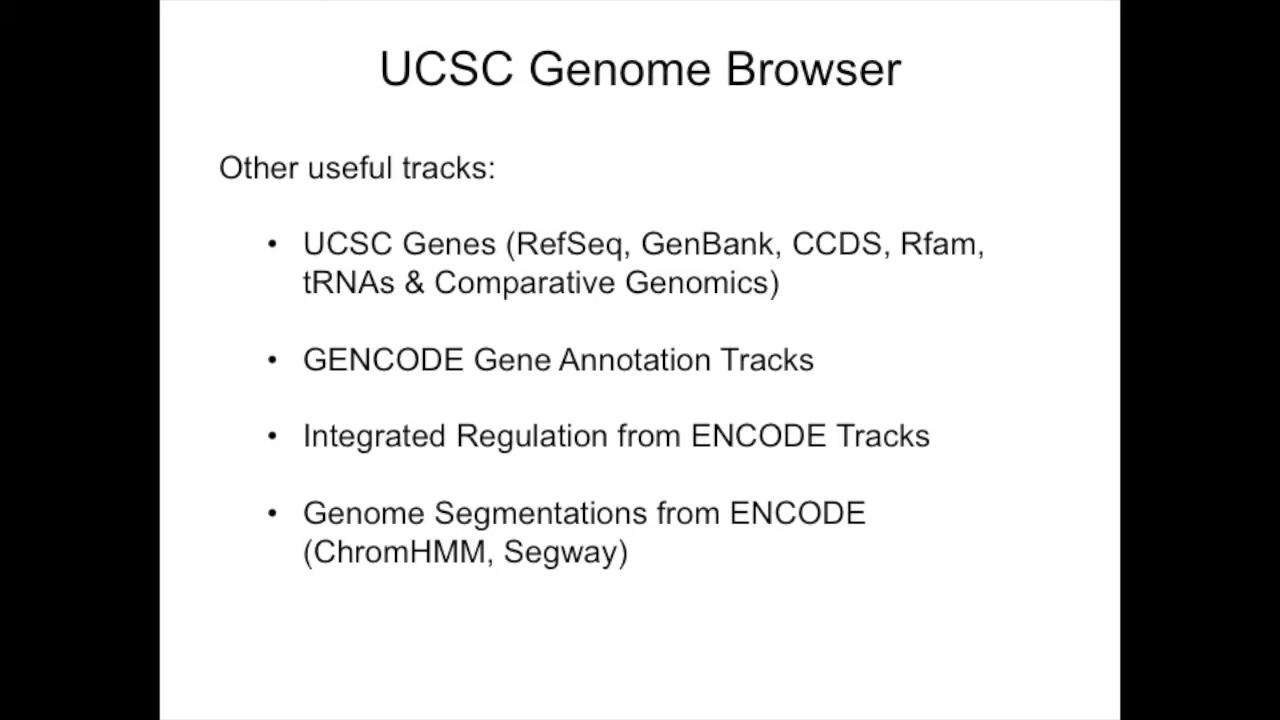 UCSC Genome Browser
Other useful tracks:
• UCSC Genes (RefSeq, GenBank, CCDS, Rfam,
tRNAs & Comparative Genomics)
• GENCODE Gene Annotation Tracks
• Integrated Regulation from ENCODE Tracks
• Genome Segmentations from ENCODE
(ChromHMM, Segway)